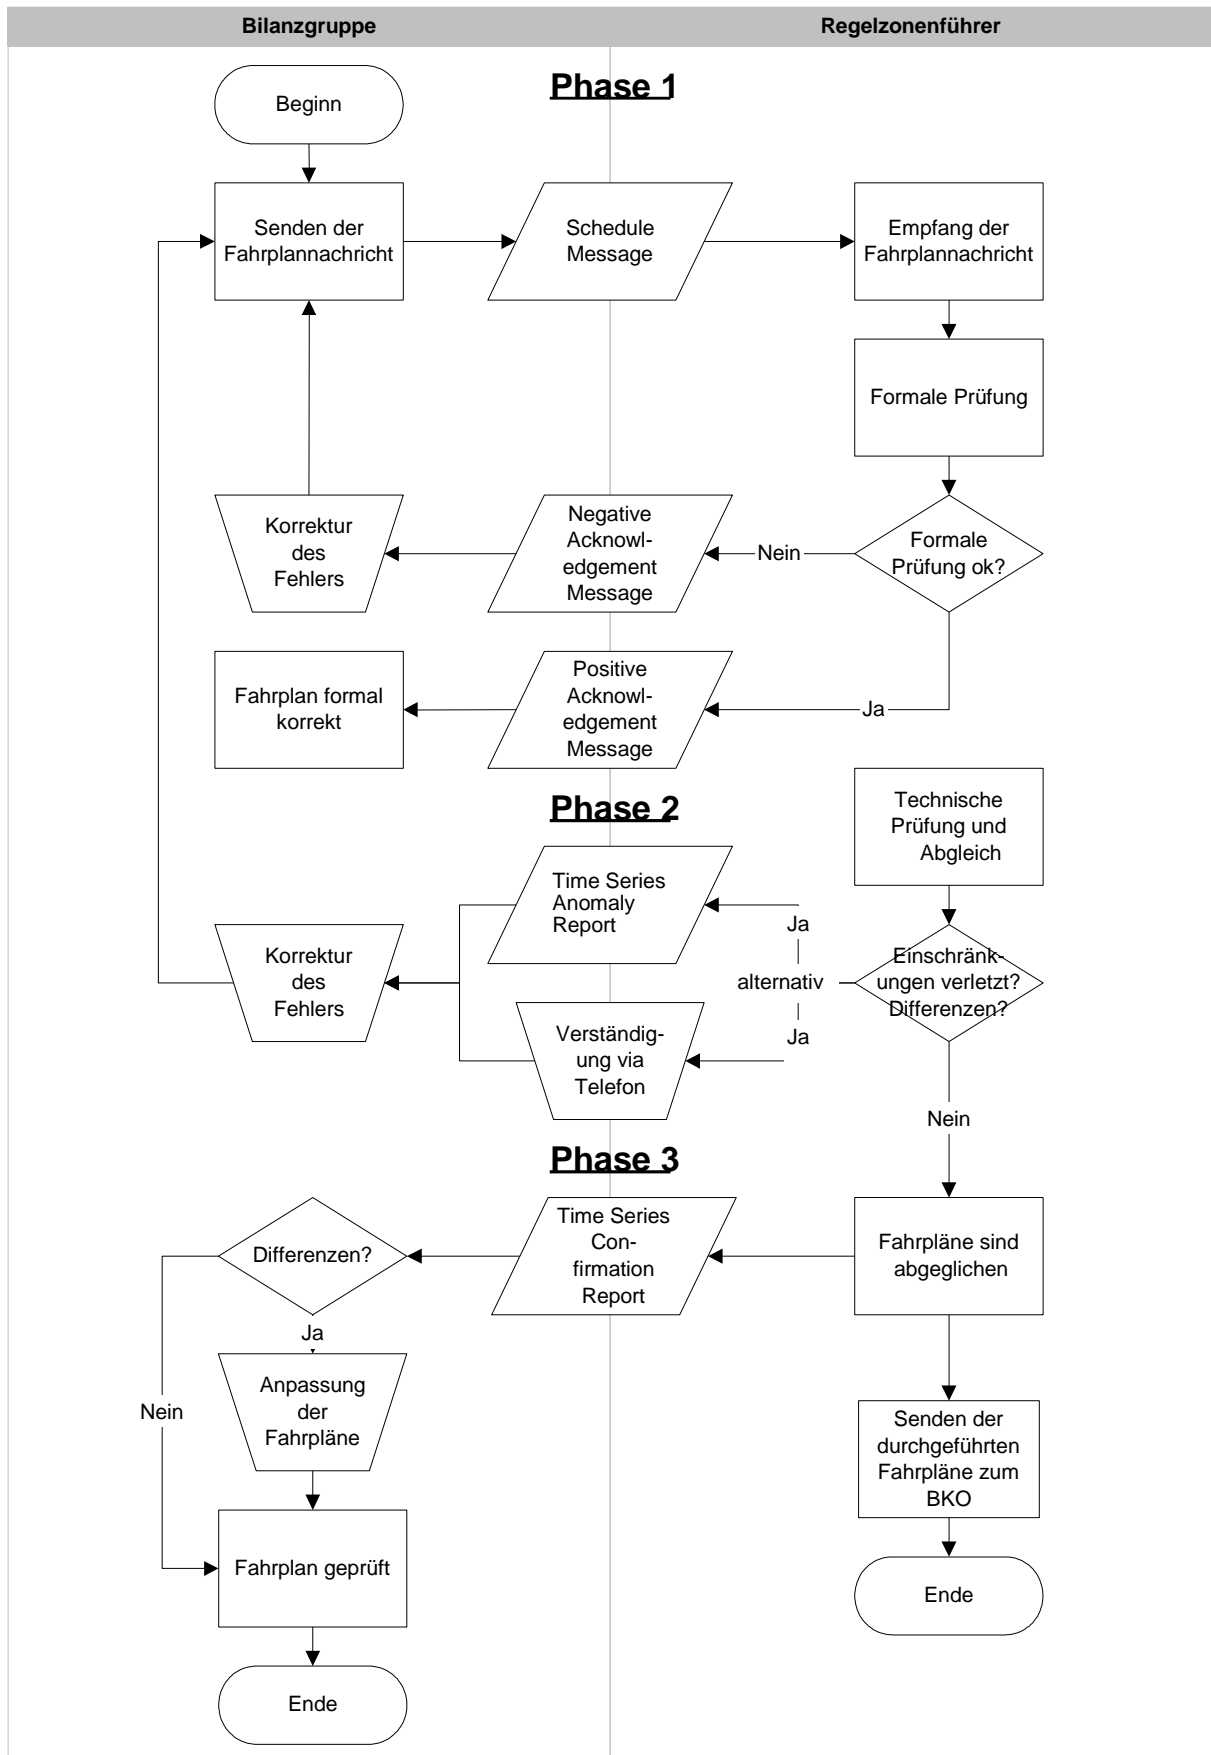 Bilanzgruppe
Regelzonenführer
Phase 1
Beginn
Senden der
Fahrplannachricht
Schedule
Message
Empfang der
Fahrplannachricht
Formale Prüfung
Korrektur
des
Fehlers
Negative
Acknowl-
edgement
Message
Nein
Formale
Prüfung ok?
Fahrplan formal
korrekt
Positive
Acknowl-
edgement
Message
Ja
Phase 2
Technische
Prüfung und
Abgleich
Time Series
Anomaly
Report
Ja
Korrektur
des
Fehlers
alternativ
Einschränk-
ungen verletzt?
Differenzen?
Verständig-
ung via
Telefon
Ja
Nein
Phase 3
Differenzen?
Time Series
Con-
firmation
Report
Fahrpläne sind
abgeglichen
Ja
Nein
Anpassung
der
Fahrpläne
Senden der
durchgeführten
Fahrpläne zum
BKO
Fahrplan geprüft
Ende
Ende